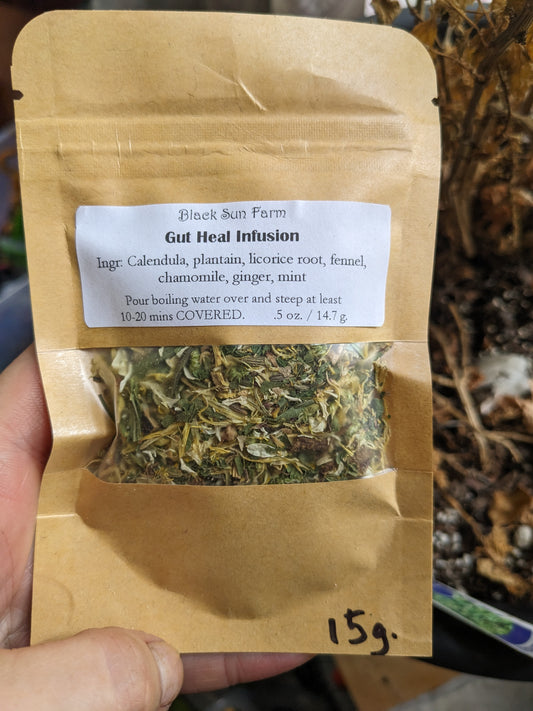 Black Sun Farm
Gut Heal Infusion
Ingr: Calendula, plantain, licorice root, fennel,
chamomile, ginger, mint
Pour boiling water over and steep at least
10-20 mins COVERED. .5 oz. / 14.7 g.
15g.